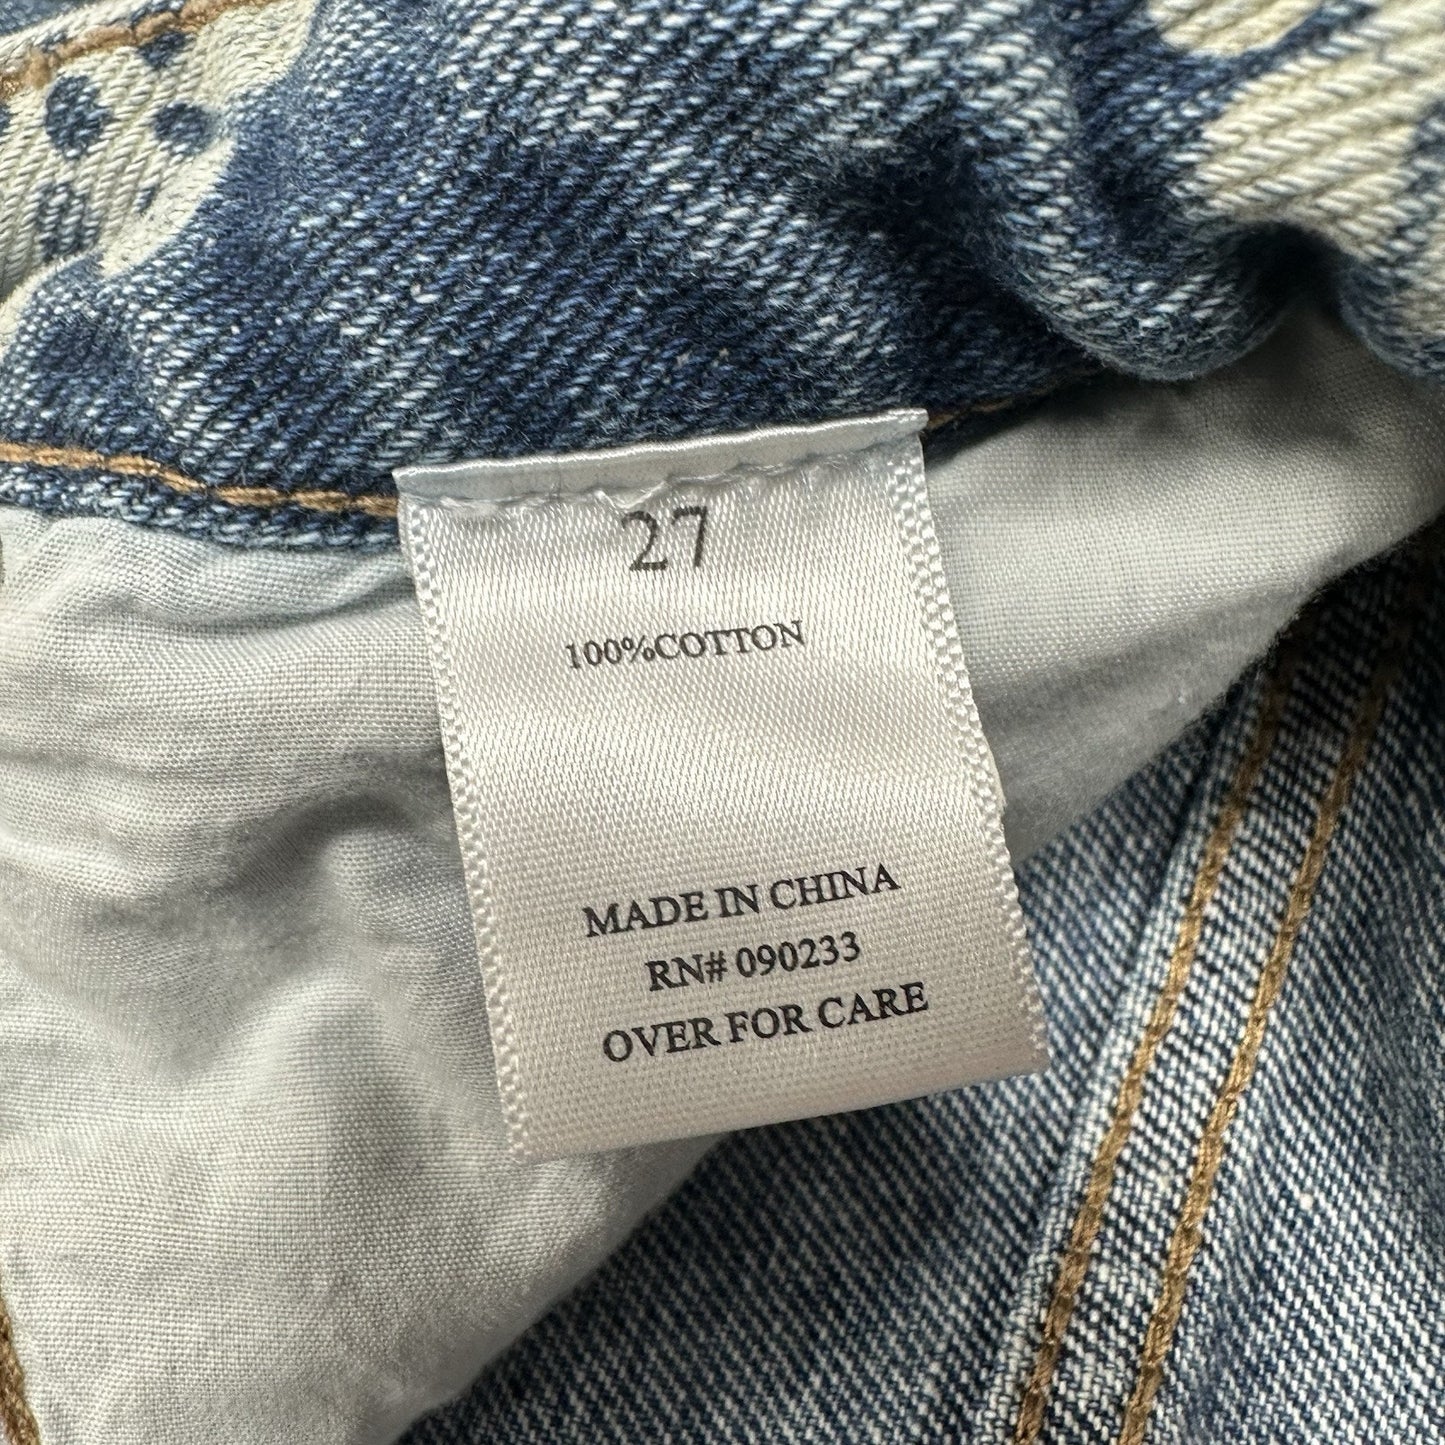 27
100%COTTON
MADE IN CHINA
RN# 090233
OVER FOR CARE